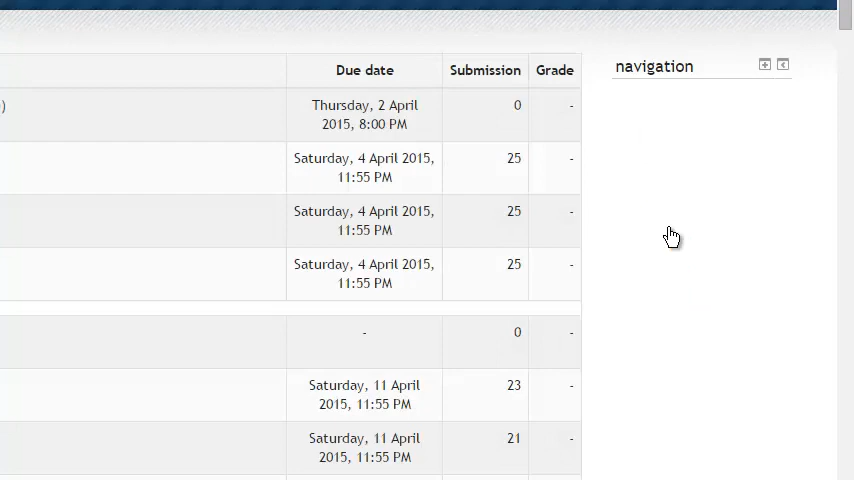 Due date Submission Grade
navigation
) Thursday, 2 April 0 -
2015, 8:00 PM
Saturday, 4 April 2015, 25 -
11:55 PM
Saturday, 4 April 2015, 25 -
11:55 PM
Saturday, 4 April 2015, 25 -
11:55 PM
- 0 -
Saturday, 11 April 23 -
2015, 11:55 PM
Saturday, 11 April 21 -
2015, 11:55 PM